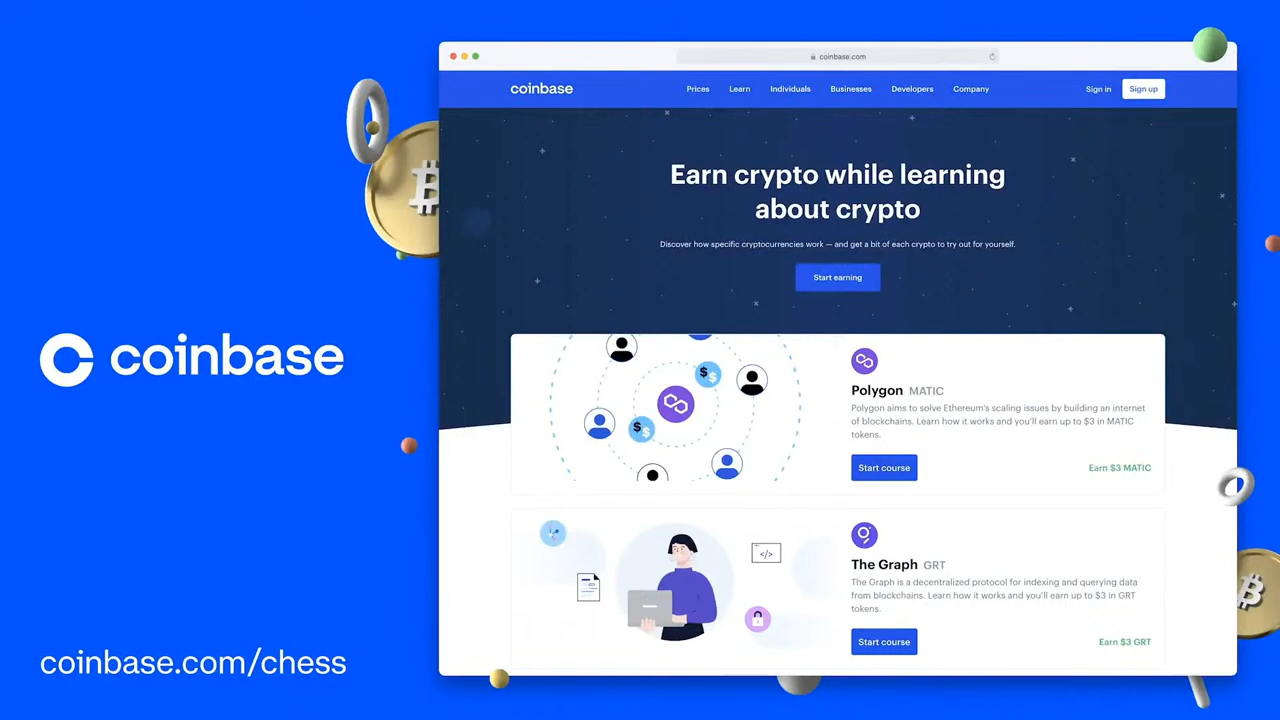 coinbase
coinbase.com/chess
coinbase.com
coinbase
Prices
Learn
Individuals
Businesses
Developers
Company
Sign in
Sign up
Earn crypto while learning
about crypto
Discover how specific cryptocurrencies work — and get a bit of each crypto to try out for yourself.
Start earning
$$
$$
Polygon MATIC
Polygon aims to solve Ethereum's scaling issues by building an internet
of blockchains. Learn how it works and you'll earn up to $3 in MATIC
tokens.
Start course
Earn $3 MATIC
</>
The Graph GRT
The Graph is a decentralized protocol for indexing and querying data
from blockchains. Learn how it works and you'll earn up to $3 in GRT
tokens.
Start course
Earn $3 GRT